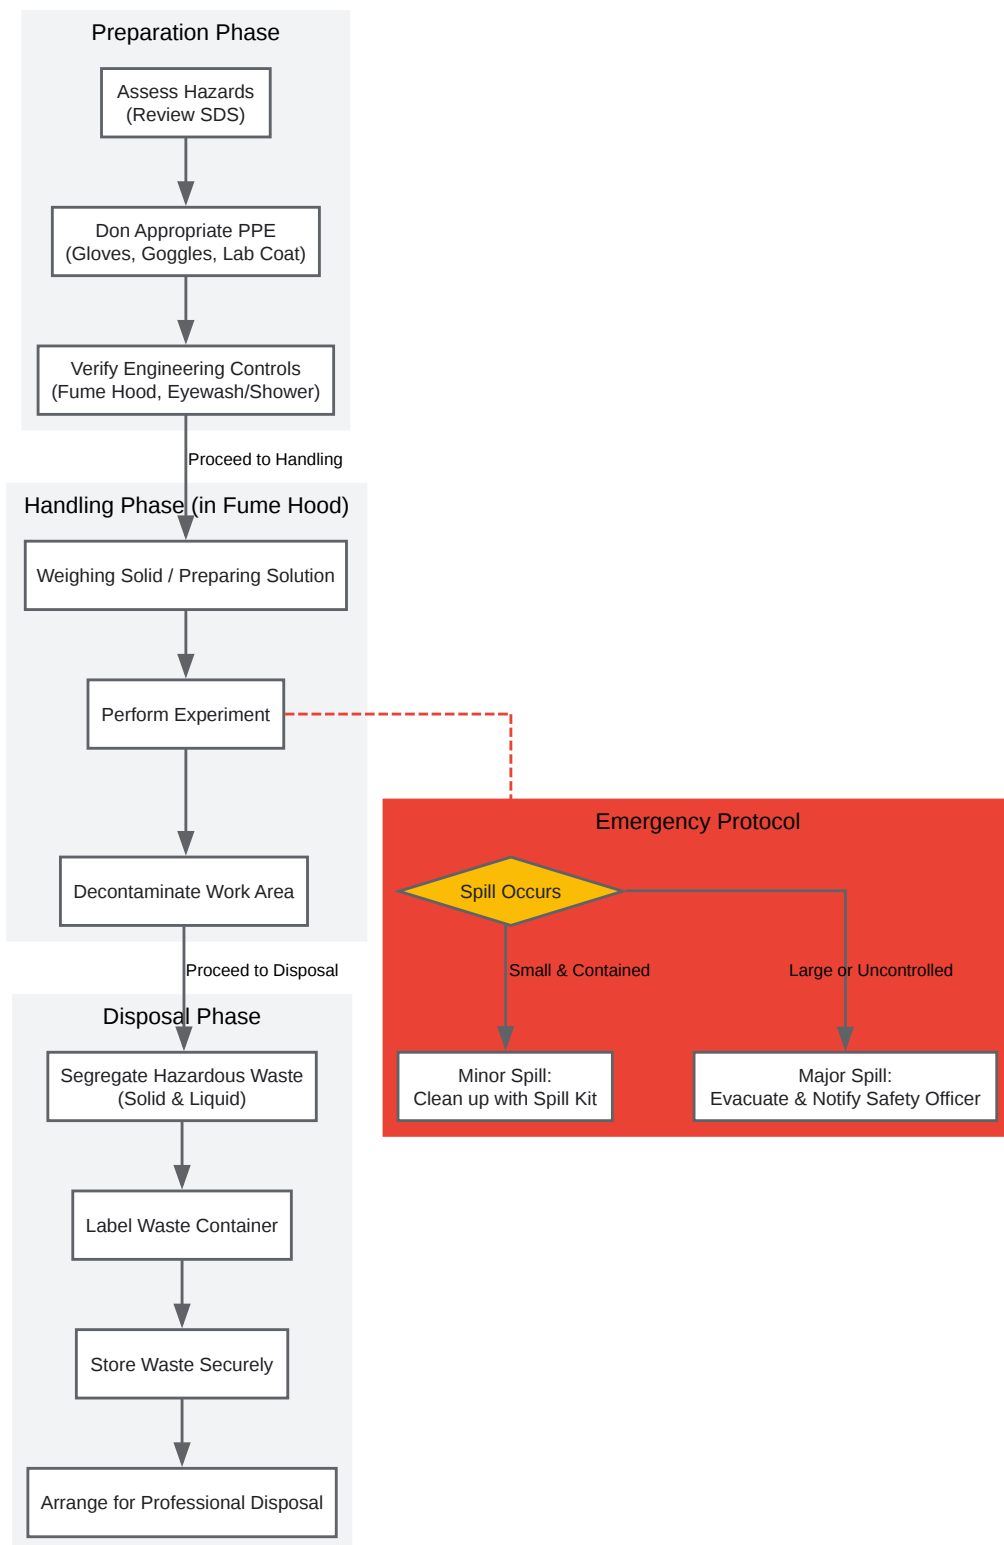 Preparation Phase
Assess Hazards
(Review SDS)
Don Appropriate PPE
(Gloves, Goggles, Lab Coat)
Verify Engineering Controls
(Fume Hood, Eyewash/Shower)
Proceed to Handling
Handling Phase (in Fume Hood)
Weighing Solid / Preparing Solution
Perform Experiment
Decontaminate Work Area
Proceed to Disposal
Disposal Phase
Segregate Hazardous Waste
(Solid & Liquid)
Label Waste Container
Store Waste Securely
Arrange for Professional Disposal
Emergency Protocol
Spill Occurs
Small & Contained
Large or Uncontrolled
Minor Spill:
Clean up with Spill Kit
Major Spill:
Evacuate & Notify Safety Officer